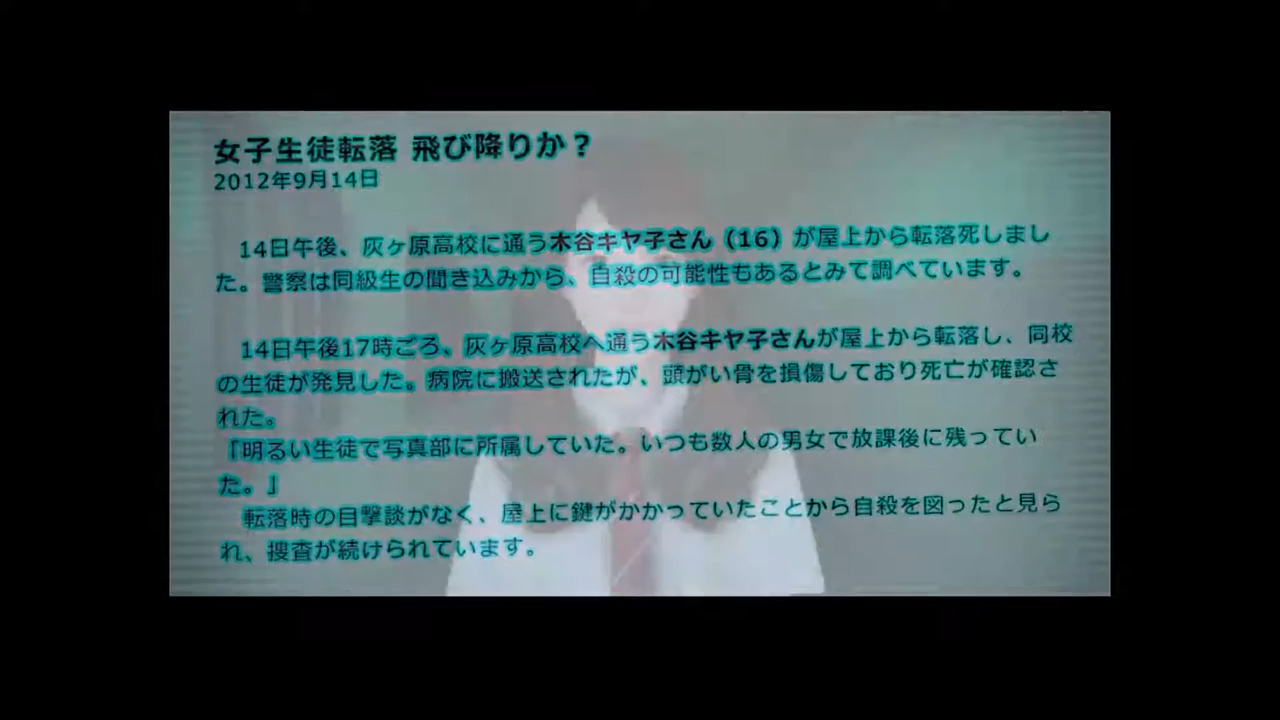 女子生徒転落 飛び降りか？
2012年9月14日
14日午後、灰ヶ原高校に通う木谷キヤ子さん（16）が屋上から転落死しまし
た。警察は同級生の聞き込みから、自殺の可能性もあるとみて調べています。
14日午後17時ごろ、灰ヶ原高校へ通う木谷キヤ子さんが屋上から転落し、同校
の生徒が発見した。病院に搬送されたが、頭がい骨を損傷しており死亡が確認さ
れた。
「明るい生徒で写真部に所属していた。いつも数人の男女で放課後に残ってい
た。」
転落時の目撃談がなく、屋上に鍵がかかっていたことから自殺を図ったと見ら
れ、捜査が続けられています。